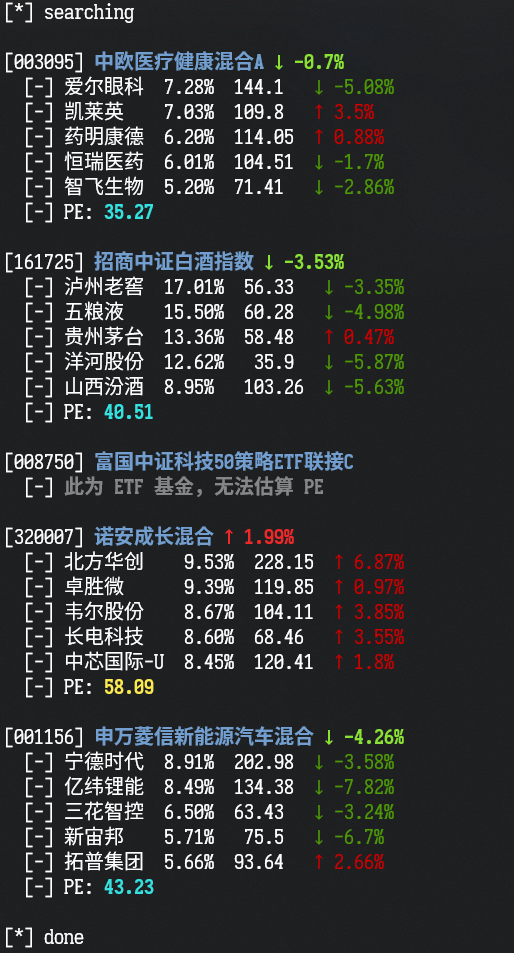 [*] searching
[003095] 中欧医疗健康混合A ↓ -0.7%
[-] 爱尔眼科 7.28% 144.1 ↓ -5.08%
[-] 凯莱英 7.03% 109.8 ↑ 3.5%
[-] 药明康德 6.20% 114.05 ↑ 0.88%
[-] 恒瑞医药 6.01% 104.51 ↓ -1.7%
[-] 智飞生物 5.20% 71.41 ↓ -2.86%
[-] PE: 35.27
[161725] 招商中证白酒指数 ↓ -3.53%
[-] 泸州老窖 17.01% 56.33 ↓ -3.35%
[-] 五粮液 15.50% 60.28 ↓ -4.98%
[-] 贵州茅台 13.36% 58.48 ↑ 0.47%
[-] 洋河股份 12.62% 35.9 ↓ -5.87%
[-] 山西汾酒 8.95% 103.26 ↓ -5.63%
[-] PE: 40.51
[008750] 富国中证科技50策略ETF联接C
[-] 此为 ETF 基金，无法估算 PE
[320007] 诺安成长混合 ↑ 1.99%
[-] 北方华创 9.53% 228.15 ↑ 6.87%
[-] 卓胜微 9.39% 119.85 ↑ 0.97%
[-] 韦尔股份 8.67% 104.11 ↑ 3.85%
[-] 长电科技 8.60% 68.46 ↑ 3.55%
[-] 中芯国际-U 8.45% 120.41 ↑ 1.8%
[-] PE: 58.09
[001156] 申万菱信新能源汽车混合 ↓ -4.26%
[-] 宁德时代 8.91% 202.98 ↓ -3.58%
[-] 亿纬锂能 8.49% 134.38 ↓ -7.82%
[-] 三花智控 6.50% 63.43 ↓ -3.24%
[-] 新宙邦 5.71% 75.5 ↓ -6.7%
[-] 拓普集团 5.66% 93.64 ↑ 2.66%
[-] PE: 43.23
[*] done